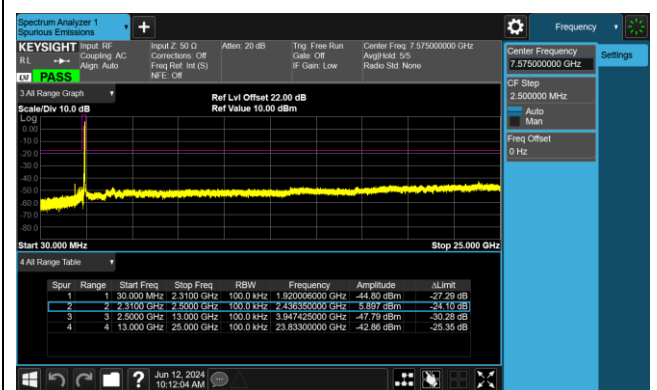 Spectrum Analyzer 1
Spurious Emissions
Frequency
KEYSIGHT Input: RF Input Z: 50 Ω Atten: 20 dB Trig: Free Run Center Freq: 7.575000000 GHz
RL Coupling: AC Corrections: Off Gate: Off Avg|Hold: 5/5
Align: Auto Freq Ref: Int (S) IF Gain: Low Radio Std: None
LXI PASS NFE: Off
Center Frequency
7.575000000 GHz
Settings
CF Step
2.500000 MHz
Auto
Man
Freq Offset
0 Hz
3 All Range Graph
Ref Lvl Offset 22.00 dB
Scale/Div 10.0 dB Ref Value 10.00 dBm
Log
0.00
-10.0
-20.0
-30.0
-40.0
-50.0
-60.0
-70.0
-80.0
Start 30.000 MHz Stop 25.000 GHz
4 All Range Table
Spur Range Start Freq Stop Freq RBW Frequency Amplitude ΔLimit
1 1 30.000 MHz 2.3100 GHz 100.0 kHz 1.920006000 GHz -44.80 dBm -27.29 dB
2 2 2.3100 GHz 2.5000 GHz 100.0 kHz 2.436350000 GHz 5.897 dBm -24.10 dB
3 3 2.5000 GHz 13.000 GHz 100.0 kHz 3.947425000 GHz -47.79 dBm -30.28 dB
4 4 13.000 GHz 25.000 GHz 100.0 kHz 23.83300000 GHz -42.86 dBm -25.35 dB
Jun 12, 2024
10:12:04 AM